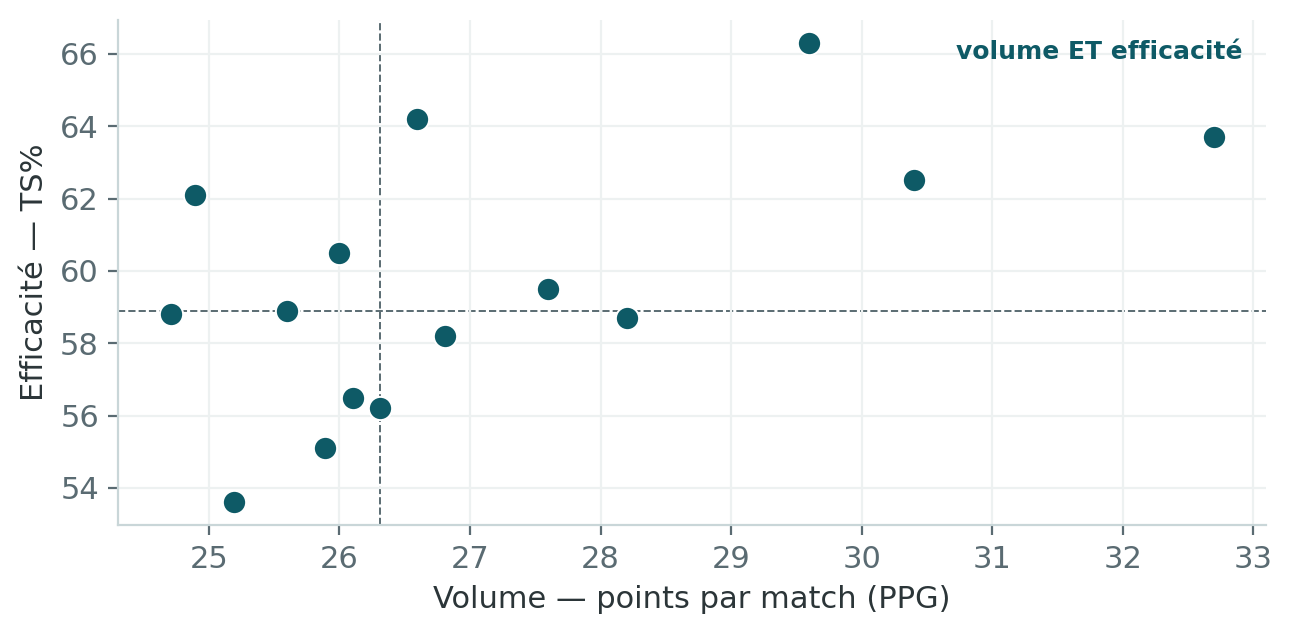 volume ET efficacité
Efficacité — TS%
66
64
62
60
58
56
54
25 26 27 28 29 30 31 32 33
Volume — points par match (PPG)